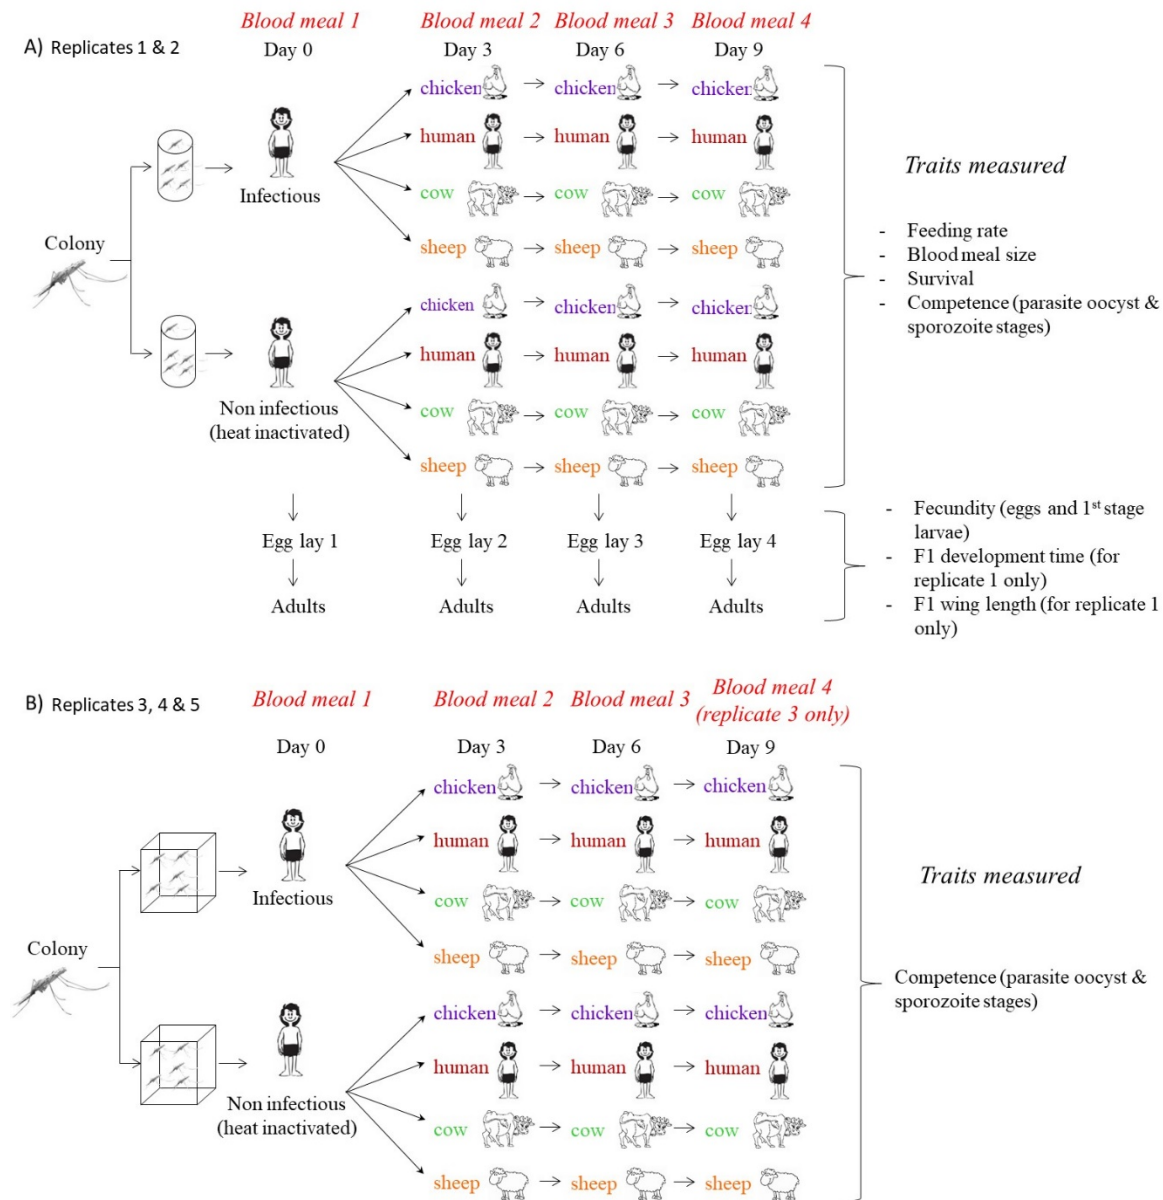 A) Replicates 1 & 2
Blood meal 1 Blood meal 2 Blood meal 3 Blood meal 4
Day 0 Day 3 Day 6 Day 9
chicken chicken chicken
human human human
Infectious
cow cow cow
sheep sheep sheep
Colony
chicken chicken chicken
human human human
Non infectious
(heat inactivated)
cow cow cow
sheep sheep sheep
Egg lay 1 Egg lay 2 Egg lay 3 Egg lay 4
Adults Adults Adults Adults
Traits measured
- Feeding rate
- Blood meal size
- Survival
- Competence (parasite oocyst &
sporozoite stages)
- Fecundity (eggs and 1st stage
larvae)
- F1 development time (for
replicate 1 only)
- F1 wing length (for replicate 1
only)
B) Replicates 3, 4 & 5
Blood meal 1 Blood meal 2 Blood meal 3 Blood meal 4
(replicate 3 only)
Day 0 Day 3 Day 6 Day 9
chicken chicken chicken
human human human
Infectious
cow cow cow
sheep sheep sheep
Colony
chicken chicken chicken
human human human
Non infectious
(heat inactivated)
cow cow cow
sheep sheep sheep
Traits measured
Competence (parasite oocyst &
sporozoite stages)